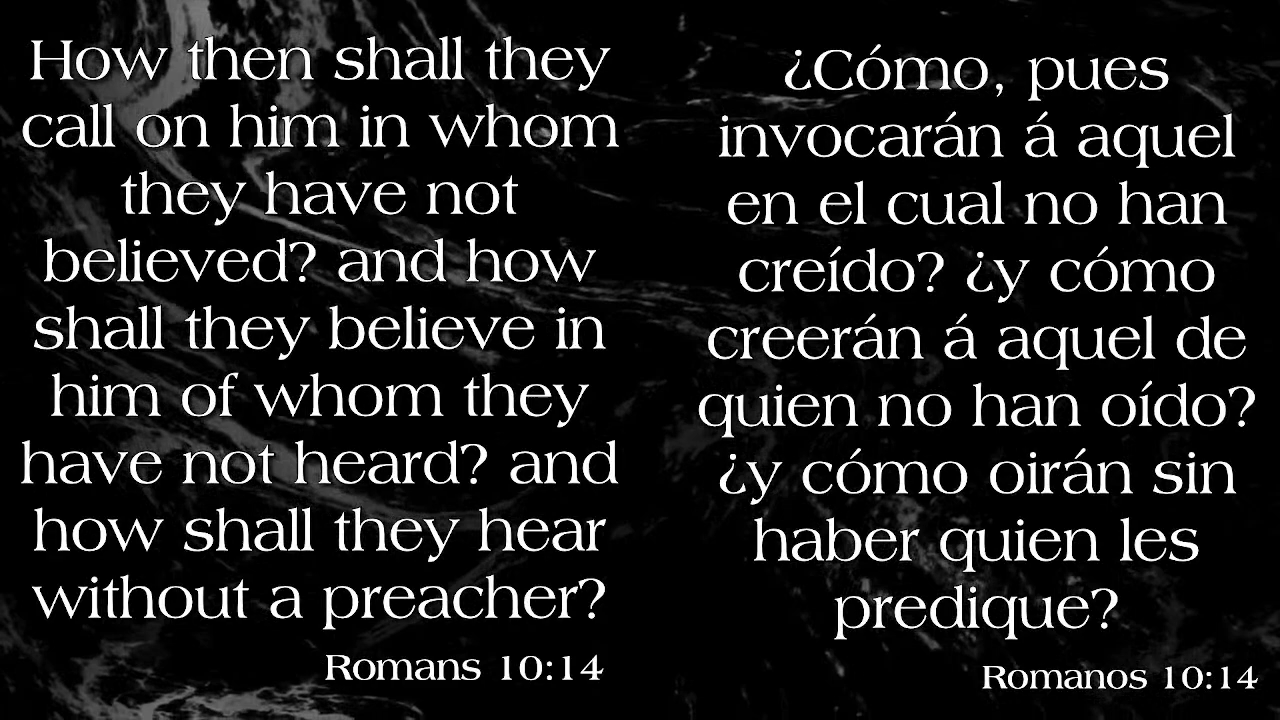 How then shall they
call on him in whom
they have not
believed? and how
shall they believe in
him of whom they
have not heard? and
how shall they hear
without a preacher?
Romans 10:14
¿Cómo, pues
invocarán á aquel
en el cual no han
creído? ¿y cómo
creerán á aquel de
quien no han oído?
¿y cómo oirán sin
haber quien les
predique?
Romanos 10:14